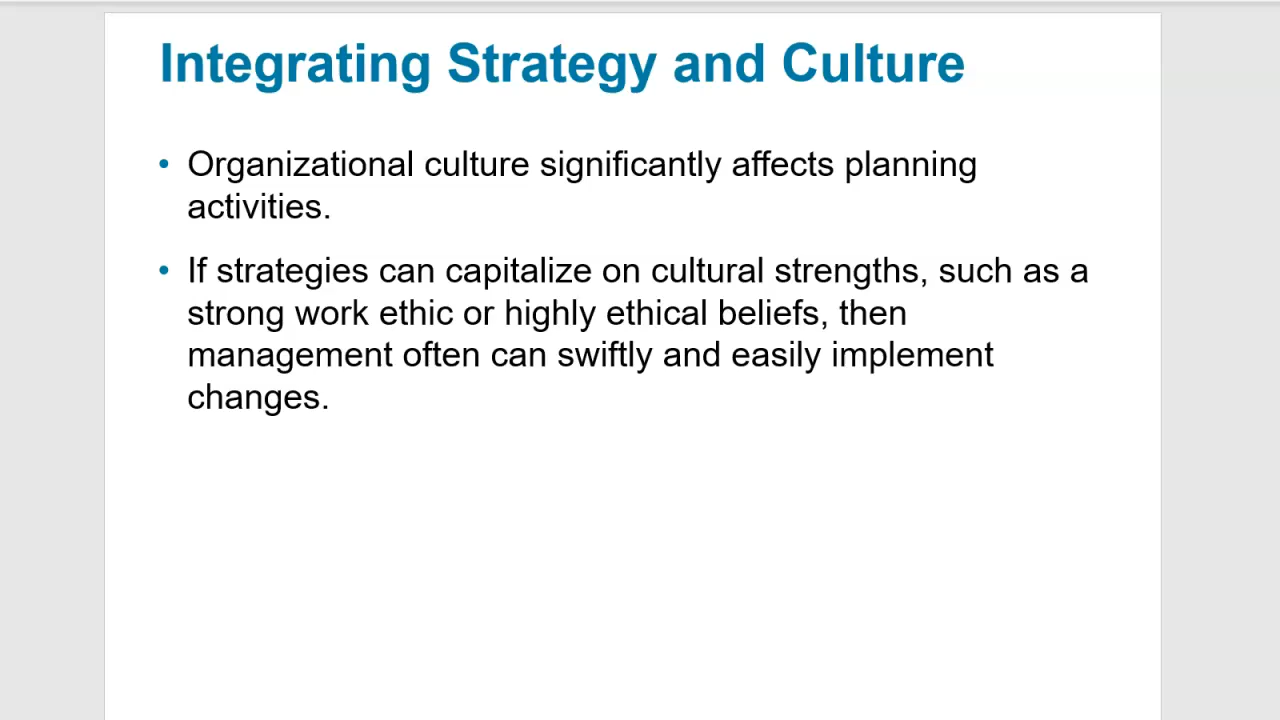 Integrating Strategy and Culture
• Organizational culture significantly affects planning
activities.
• If strategies can capitalize on cultural strengths, such as a
strong work ethic or highly ethical beliefs, then
management often can swiftly and easily implement
changes.